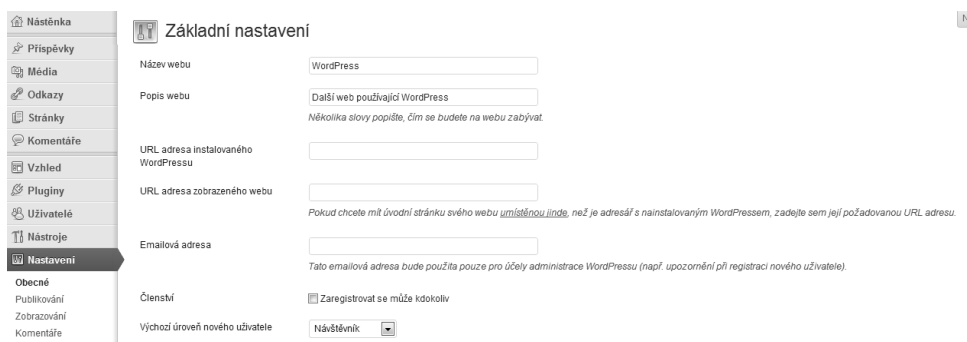 Nástěnka
Příspěvky
Média
Odkazy
Stránky
Komentáře
Vzhled
Pluginy
Uživatelé
Nástroje
Nastavení
Obecné
Publikování
Zobrazování
Komentáře
Základní nastavení
Název webu
WordPress
Popis webu
Další web používající WordPress
Několika slovy popište, čím se budete na webu zabývat.
URL adresa instalovaného
WordPressu
URL adresa zobrazeného webu
Pokud chcete mít úvodní stránku svého webu umístěnou jinde, než je adresář s nainstalovaným WordPressem, zadejte sem její požadovanou URL adresu.
Emailová adresa
Tato emailová adresa bude použita pouze pro účely administrace WordPressu (např. upozornění při registraci nového uživatele).
Členství
Zaregistrovat se může kdokoliv
Výchozí úroveň nového uživatele
Návštěvník